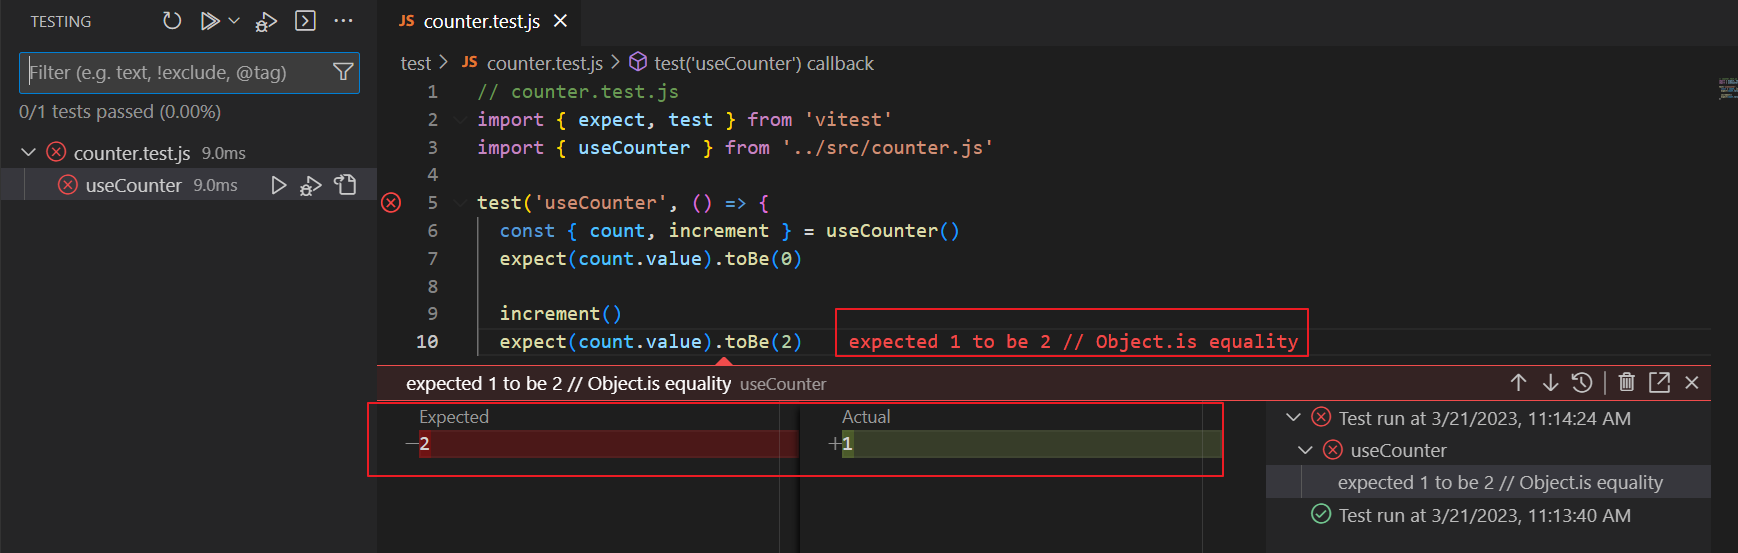 TESTING
Filter (e.g. text, !exclude, @tag)
0/1 tests passed (0.00%)
counter.test.js 9.0ms
useCounter 9.0ms
JS counter.test.js
test > JS counter.test.js > test('useCounter') callback
1 // counter.test.js
2 import { expect, test } from 'vitest'
3 import { useCounter } from '../src/counter.js'
4
5 test('useCounter', () => {
6 const { count, increment } = useCounter()
7 expect(count.value).toBe(0)
8
9 increment()
10 expect(count.value).toBe(2) expected 1 to be 2 // Object.is equality
expected 1 to be 2 // Object.is equality useCounter
Expected
−2
Actual
+1
Test run at 3/21/2023, 11:14:24 AM
useCounter
expected 1 to be 2 // Object.is equality
Test run at 3/21/2023, 11:13:40 AM